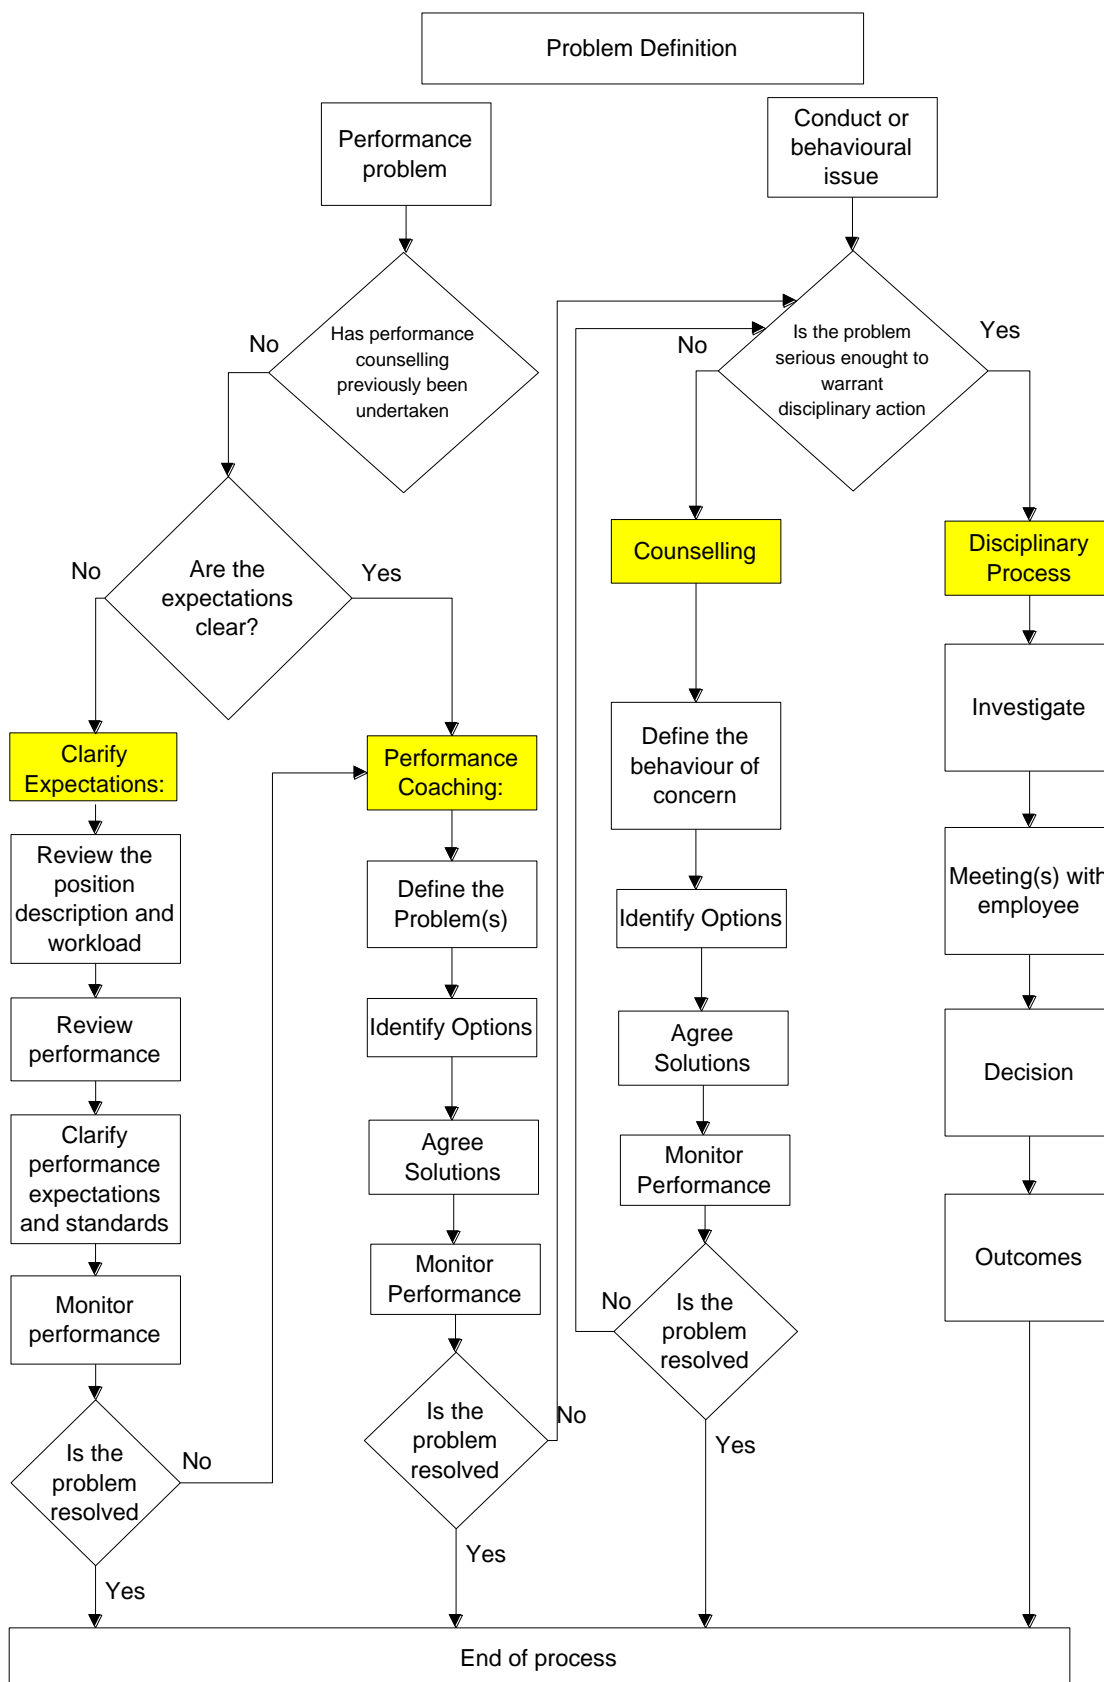 Problem Definition
Performance
problem
Conduct or
behavioural
issue
No
Has performance
counselling
previously been
undertaken
No
Is the problem
serious enought to
warrant
disciplinary action
Yes
No
Are the
expectations
clear?
Yes
Counselling
Disciplinary
Process
Clarify
Expectations:
Review the
position
description and
workload
Review
performance
Clarify
performance
expectations
and standards
Monitor
performance
Is the
problem
resolved
No
Yes
Performance
Coaching:
Define the
Problem(s)
Identify Options
Agree
Solutions
Monitor
Performance
Is the
problem
resolved
No
Yes
Define the
behaviour of
concern
Identify Options
Agree
Solutions
Monitor
Performance
No
Is the
problem
resolved
Yes
Investigate
Meeting(s) with
employee
Decision
Outcomes
End of process